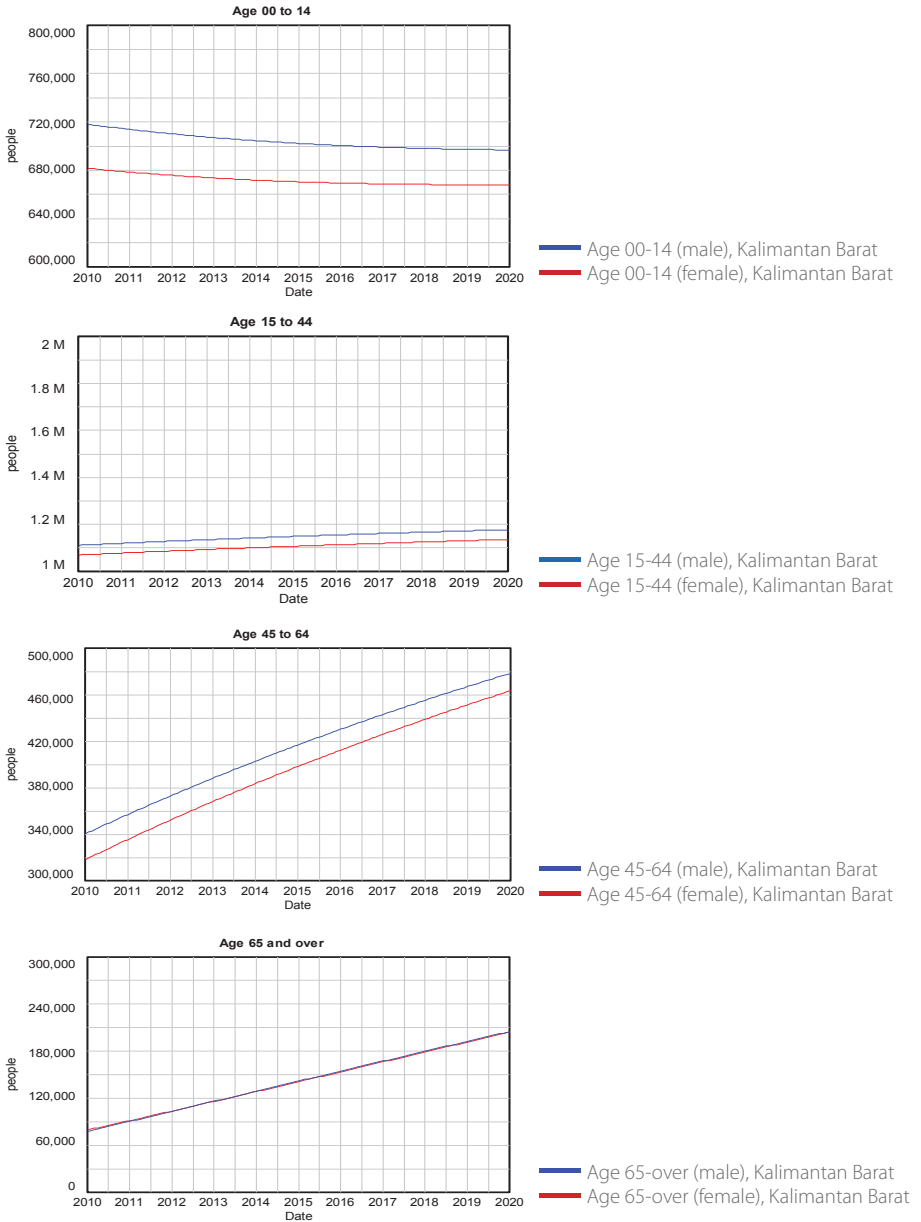 Age 00 to 14
800,000
760,000
720,000
680,000
640,000
600,000
people
2010 2011 2012 2013 2014 2015 2016 2017 2018 2019 2020
Date
Age 00-14 (male), Kalimantan Barat
Age 00-14 (female), Kalimantan Barat
Age 15 to 44
2 M
1.8 M
1.6 M
1.4 M
1.2 M
1 M
people
2010 2011 2012 2013 2014 2015 2016 2017 2018 2019 2020
Date
Age 15-44 (male), Kalimantan Barat
Age 15-44 (female), Kalimantan Barat
Age 45 to 64
500,000
460,000
420,000
380,000
340,000
300,000
people
2010 2011 2012 2013 2014 2015 2016 2017 2018 2019 2020
Date
Age 45-64 (male), Kalimantan Barat
Age 45-64 (female), Kalimantan Barat
Age 65 and over
300,000
240,000
180,000
120,000
60,000
0
people
2010 2011 2012 2013 2014 2015 2016 2017 2018 2019 2020
Date
Age 65-over (male), Kalimantan Barat
Age 65-over (female), Kalimantan Barat